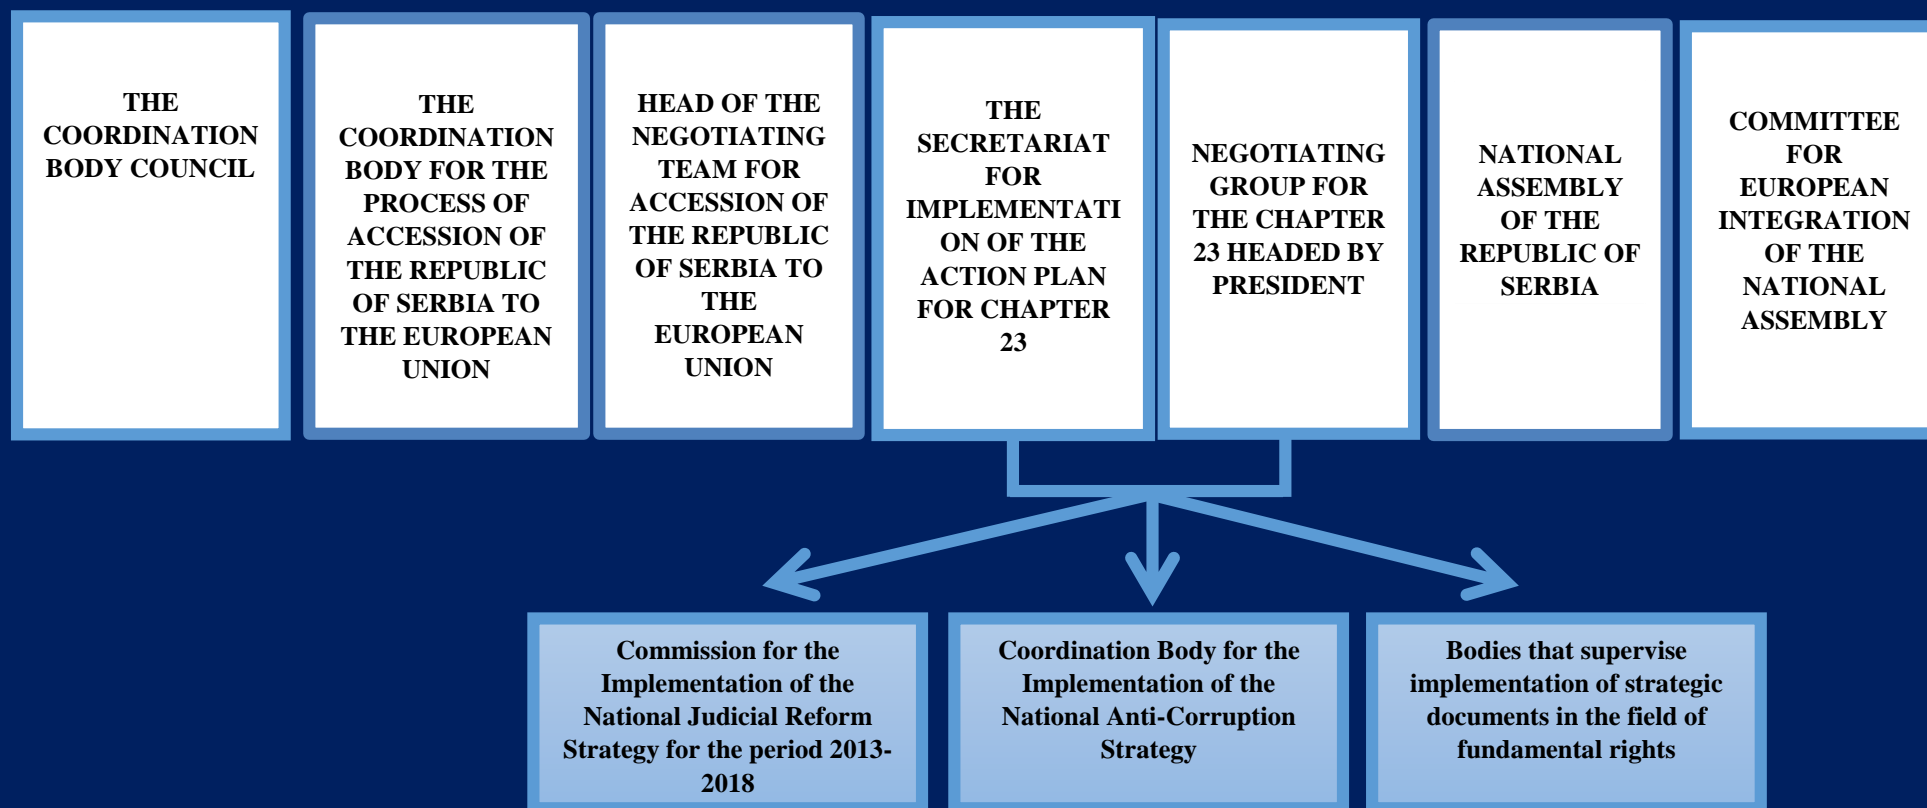 THE
COORDINATION
BODY COUNCIL
THE
COORDINATION
BODY FOR THE
PROCESS OF
ACCESSION OF
THE REPUBLIC
OF SERBIA TO
THE EUROPEAN
UNION
HEAD OF THE
NEGOTIATING
TEAM FOR
ACCESSION OF
THE REPUBLIC
OF SERBIA TO
THE
EUROPEAN
UNION
THE
SECRETARIAT
FOR
IMPLEMENTATI
ON OF THE
ACTION PLAN
FOR CHAPTER
23
NEGOTIATING
GROUP FOR
THE CHAPTER
23 HEADED BY
PRESIDENT
NATIONAL
ASSEMBLY
OF THE
REPUBLIC OF
SERBIA
COMMITTEE
FOR
EUROPEAN
INTEGRATION
OF THE
NATIONAL
ASSEMBLY
Commission for the
Implementation of the
National Judicial Reform
Strategy for the period 2013-
2018
Coordination Body for the
Implementation of the
National Anti-Corruption
Strategy
Bodies that supervise
implementation of strategic
documents in the field of
fundamental rights